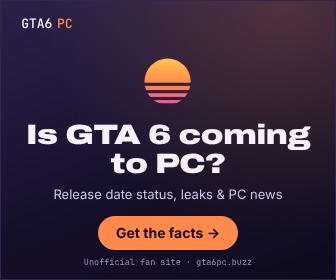 GTA6 PC
Is GTA 6 coming
to PC?
Release date status, leaks & PC news
Get the facts →
Unofficial fan site · gta6pc.buzz